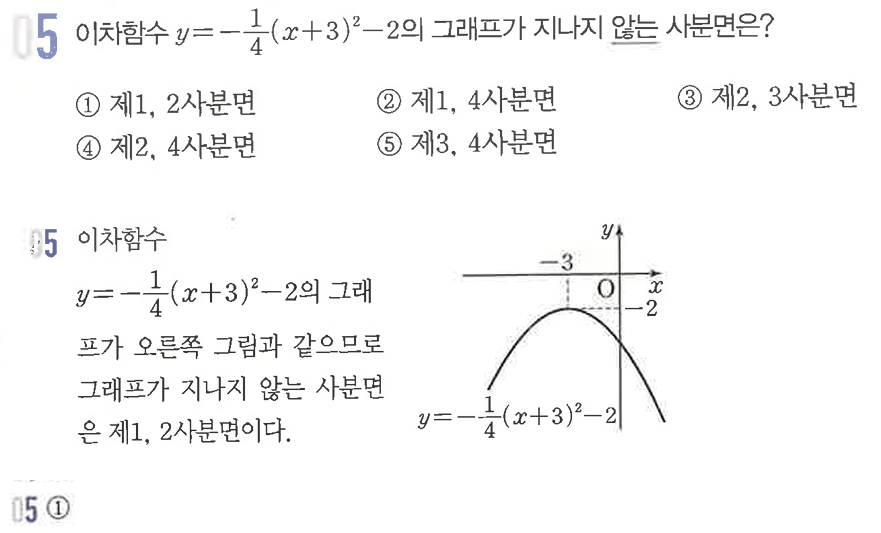 05 이차함수 y=-\frac{1}{4}(x+3)²-2의 그래프가 지나지 않는 사분면은?
① 제1, 2사분면 ② 제1, 4사분면 ③ 제2, 3사분면
④ 제2, 4사분면 ⑤ 제3, 4사분면
05 이차함수
y=-\frac{1}{4}(x+3)²-2의 그래
프가 오른쪽 그림과 같으므로
그래프가 지나지 않는 사분면
은 제1, 2사분면이다.
y
-3
O x
-2
y=-\frac{1}{4}(x+3)²-2
05 ①